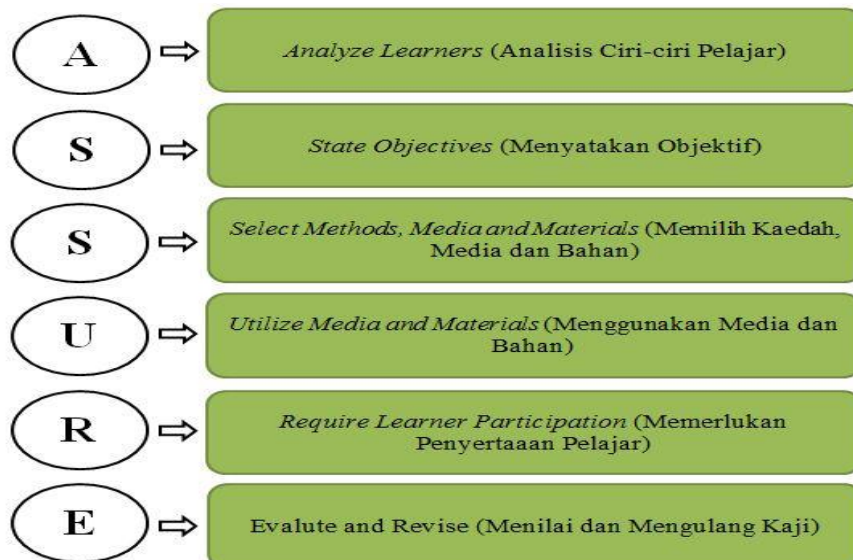 A
Analyze Learners (Analisis Ciri-ciri Pelajar)
S
State Objectives (Menyatakan Objektif)
S
Select Methods, Media and Materials (Memilih Kaedah,
Media dan Bahan)
U
Utilize Media and Materials (Menggunakan Media dan
Bahan)
R
Require Learner Participation (Memerlukan
Penyertaaan Pelajar)
E
Evalute and Revise (Menilai dan Mengulang Kaji)